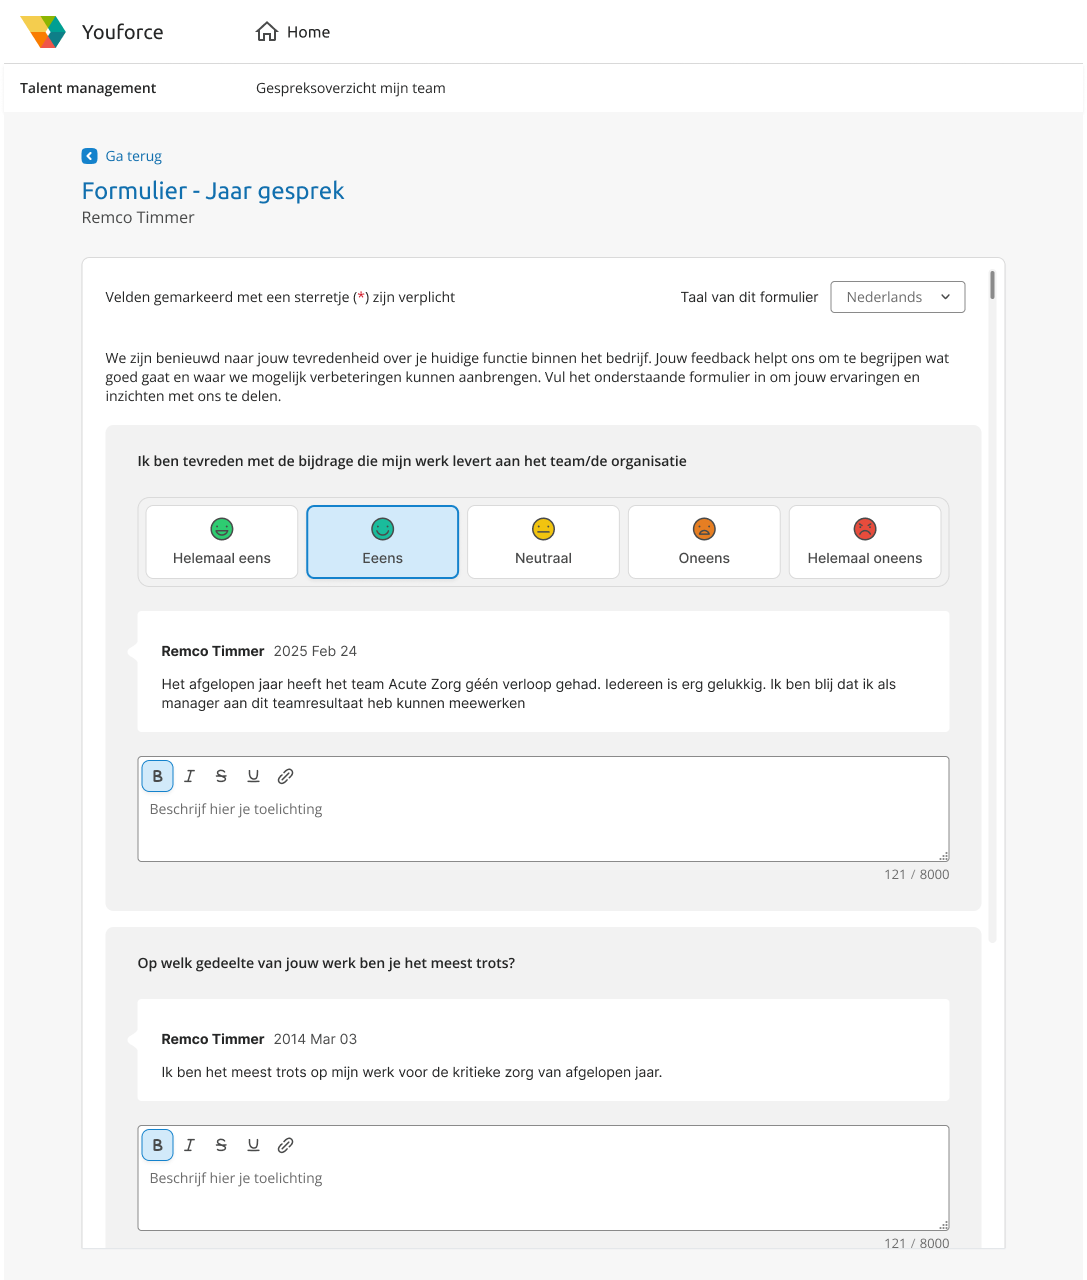 Youforce
Home
Talent management
Gespreksoverzicht mijn team
Ga terug
Formulier - Jaar gesprek
Remco Timmer
Velden gemarkeerd met een sterretje (*) zijn verplicht
Taal van dit formulier
Nederlands
We zijn benieuwd naar jouw tevredenheid over je huidige functie binnen het bedrijf. Jouw feedback helpt ons om te begrijpen wat
goed gaat en waar we mogelijk verbeteringen kunnen aanbrengen. Vul het onderstaande formulier in om jouw ervaringen en
inzichten met ons te delen.
Ik ben tevreden met de bijdrage die mijn werk levert aan het team/de organisatie
Helemaal eens
Eeens
Neutraal
Oneens
Helemaal oneens
Remco Timmer 2025 Feb 24
Het afgelopen jaar heeft het team Acute Zorg géén verloop gehad. Iedereen is erg gelukkig. Ik ben blij dat ik als
manager aan dit teamresultaat heb kunnen meewerken
B I S U
Beschrijf hier je toelichting
121 / 8000
Op welk gedeelte van jouw werk ben je het meest trots?
Remco Timmer 2014 Mar 03
Ik ben het meest trots op mijn werk voor de kritieke zorg van afgelopen jaar.
B I S U
Beschrijf hier je toelichting
121 / 8000